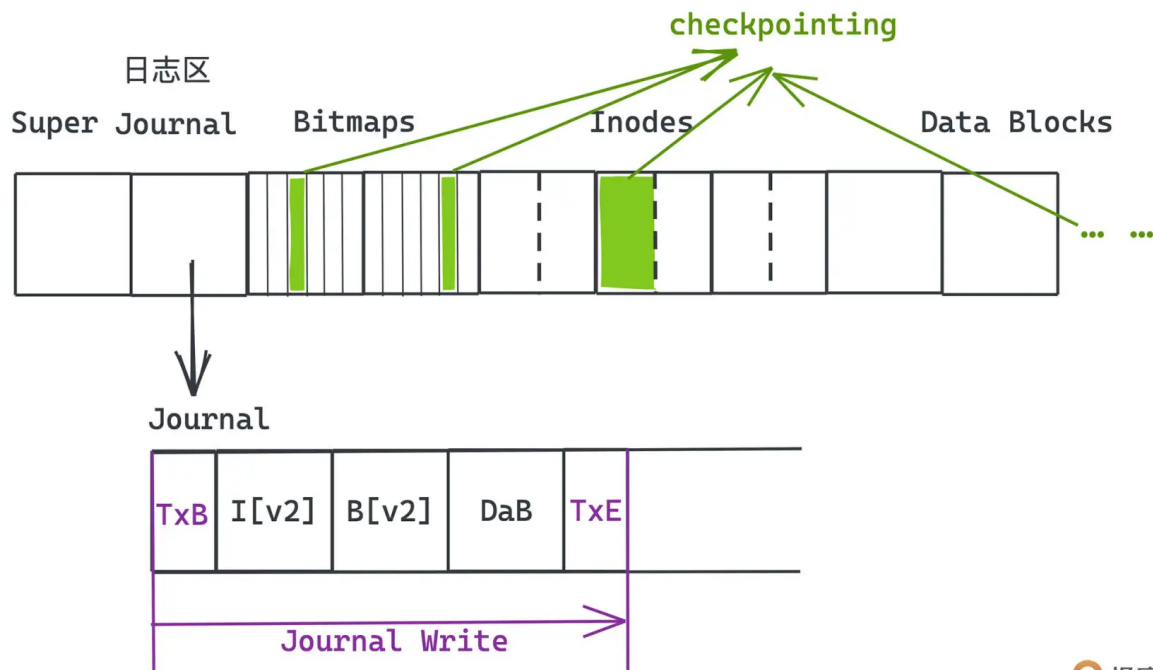 checkpointing
日志区
Super Journal Bitmaps Inodes Data Blocks
... ...
Journal
TxB I[v2] B[v2] DaB TxE
Journal Write